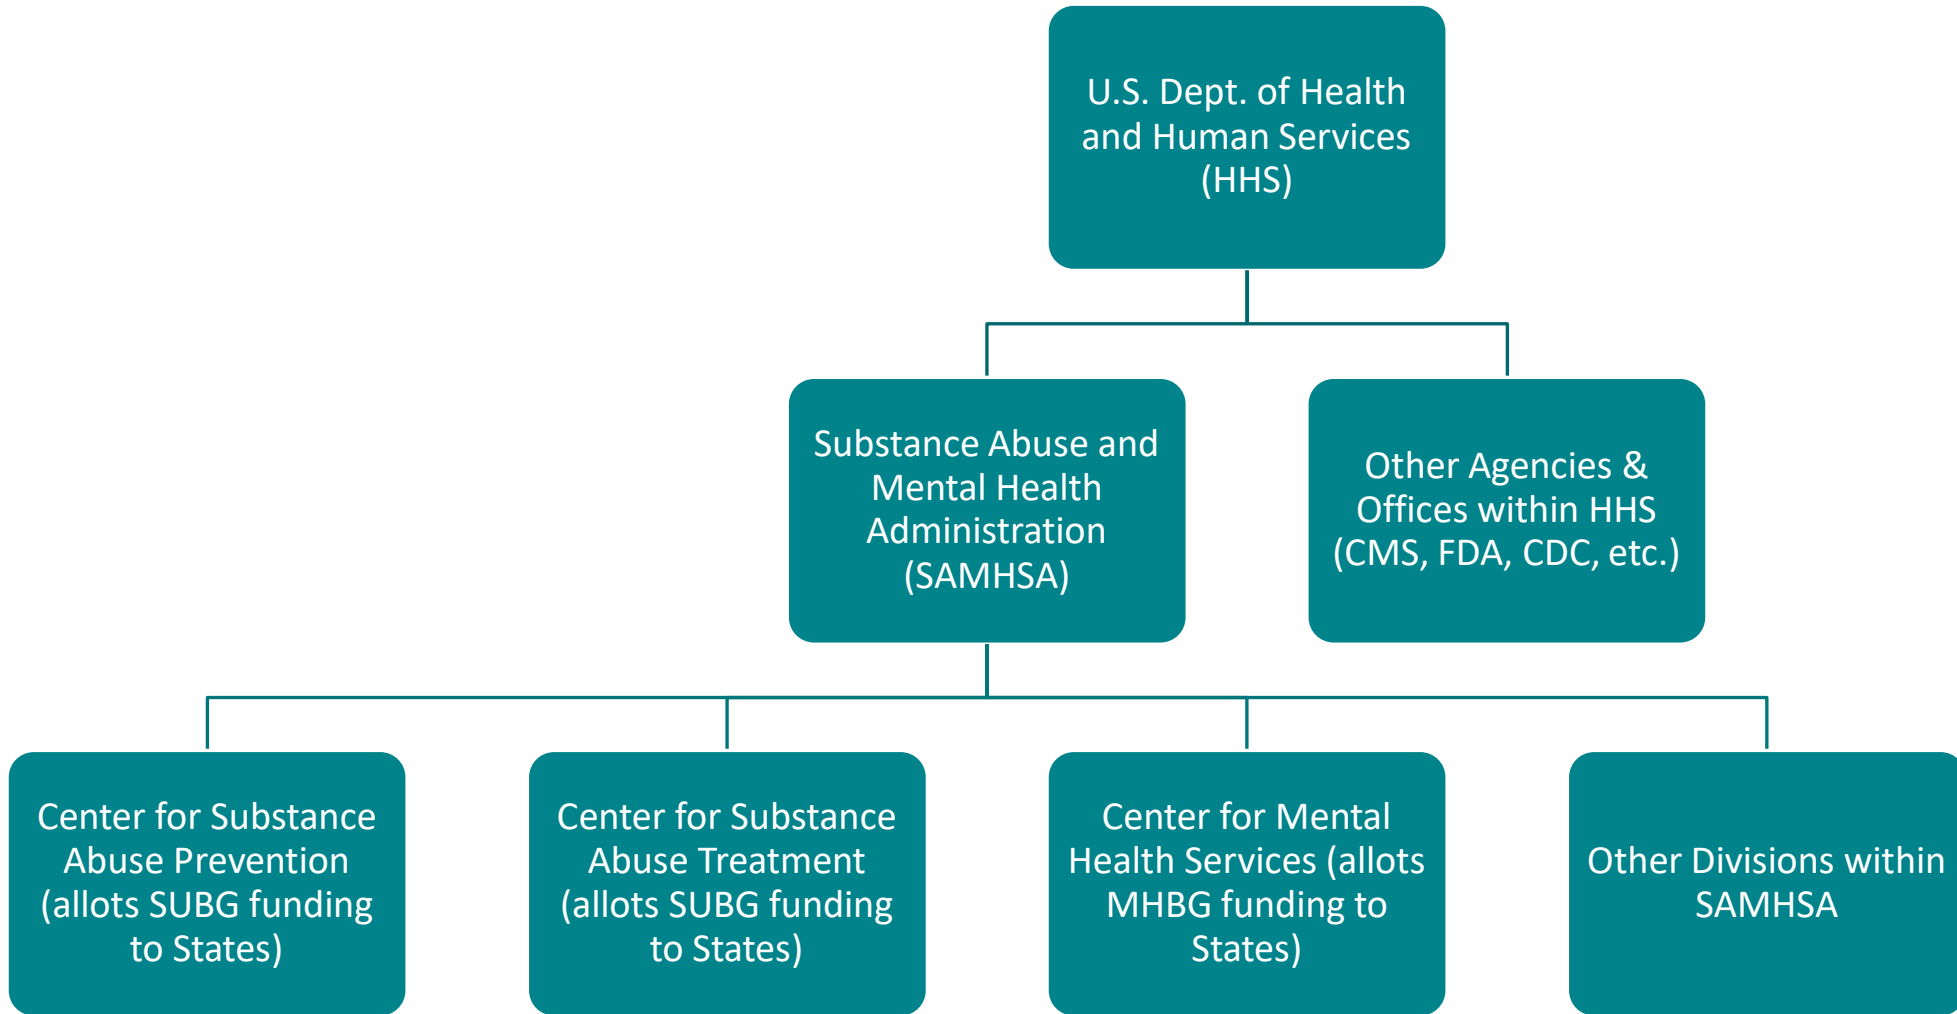 U.S. Dept. of Health
and Human Services
(HHS)
Substance Abuse and
Mental Health
Administration
(SAMHSA)
Other Agencies &
Offices within HHS
(CMS, FDA, CDC, etc.)
Center for Substance
Abuse Prevention
(allots SUBG funding
to States)
Center for Substance
Abuse Treatment
(allots SUBG funding
to States)
Center for Mental
Health Services (allots
MHBG funding to
States)
Other Divisions within
SAMHSA